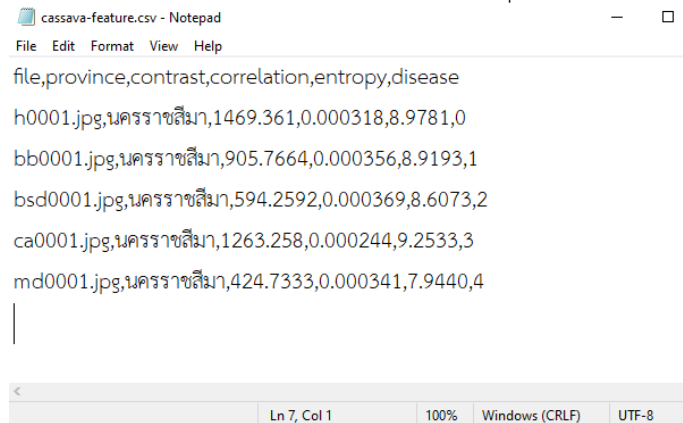 cassava-feature.csv - Notepad
File Edit Format View Help
file,province,contrast,correlation,entropy,disease
h0001.jpg,นครราชสีมา,1469.361,0.000318,8.9781,0
bb0001.jpg,นครราชสีมา,905.7664,0.000356,8.9193,1
bsd0001.jpg,นครราชสีมา,594.2592,0.000369,8.6073,2
ca0001.jpg,นครราชสีมา,1263.258,0.000244,9.2533,3
md0001.jpg,นครราชสีมา,424.7333,0.000341,7.9440,4
Ln 7, Col 1 100% Windows (CRLF) UTF-8